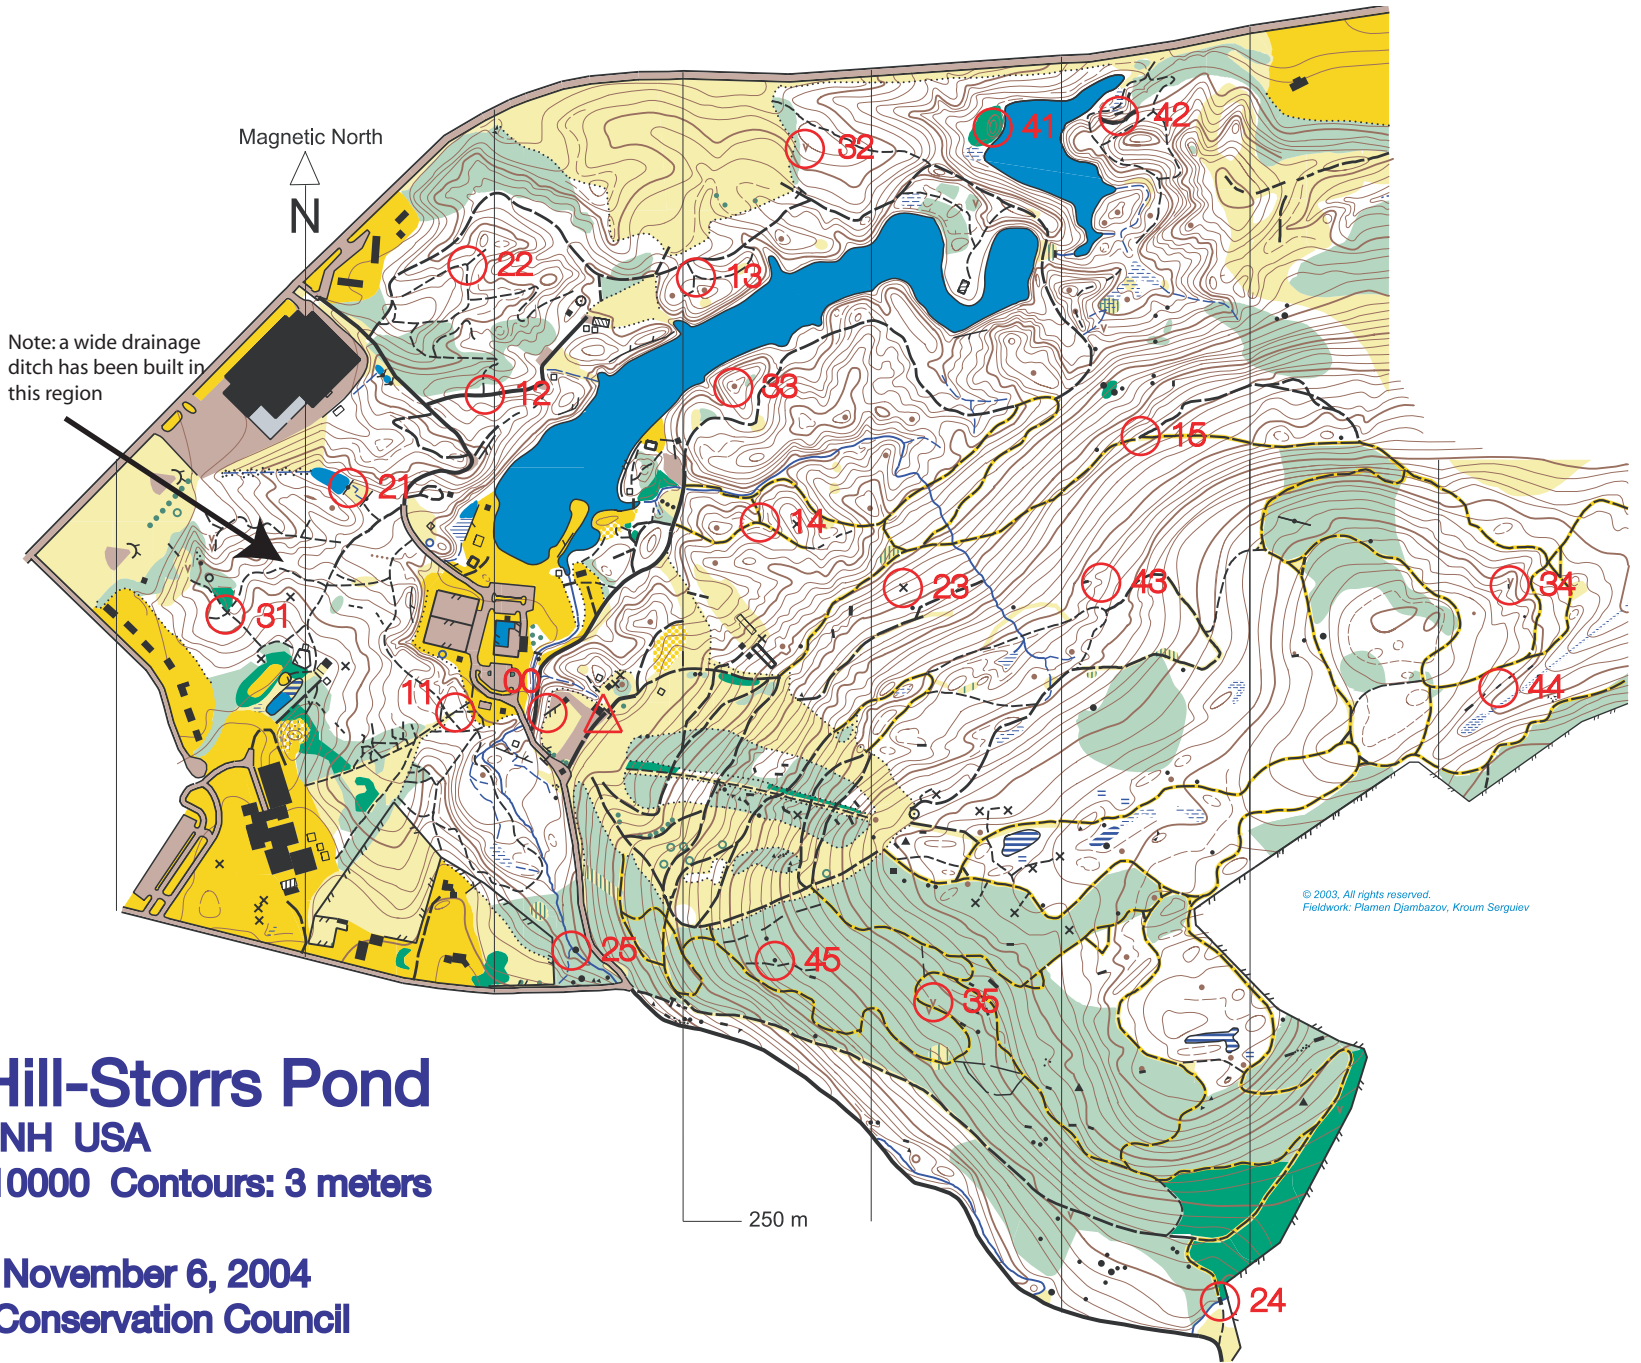 Magnetic North
N
Note: a wide drainage
ditch has been built in
this region
32
41
42
22
13
33
12
15
21
14
23
43
34
31
44
11
00
25
45
35
24
© 2003, All rights reserved.
Fieldwork: Plamen Djambazov, Kroum Serguiev
Hill-Storrs Pond
NH USA
10000 Contours: 3 meters
250 m
November 6, 2004
Conservation Council